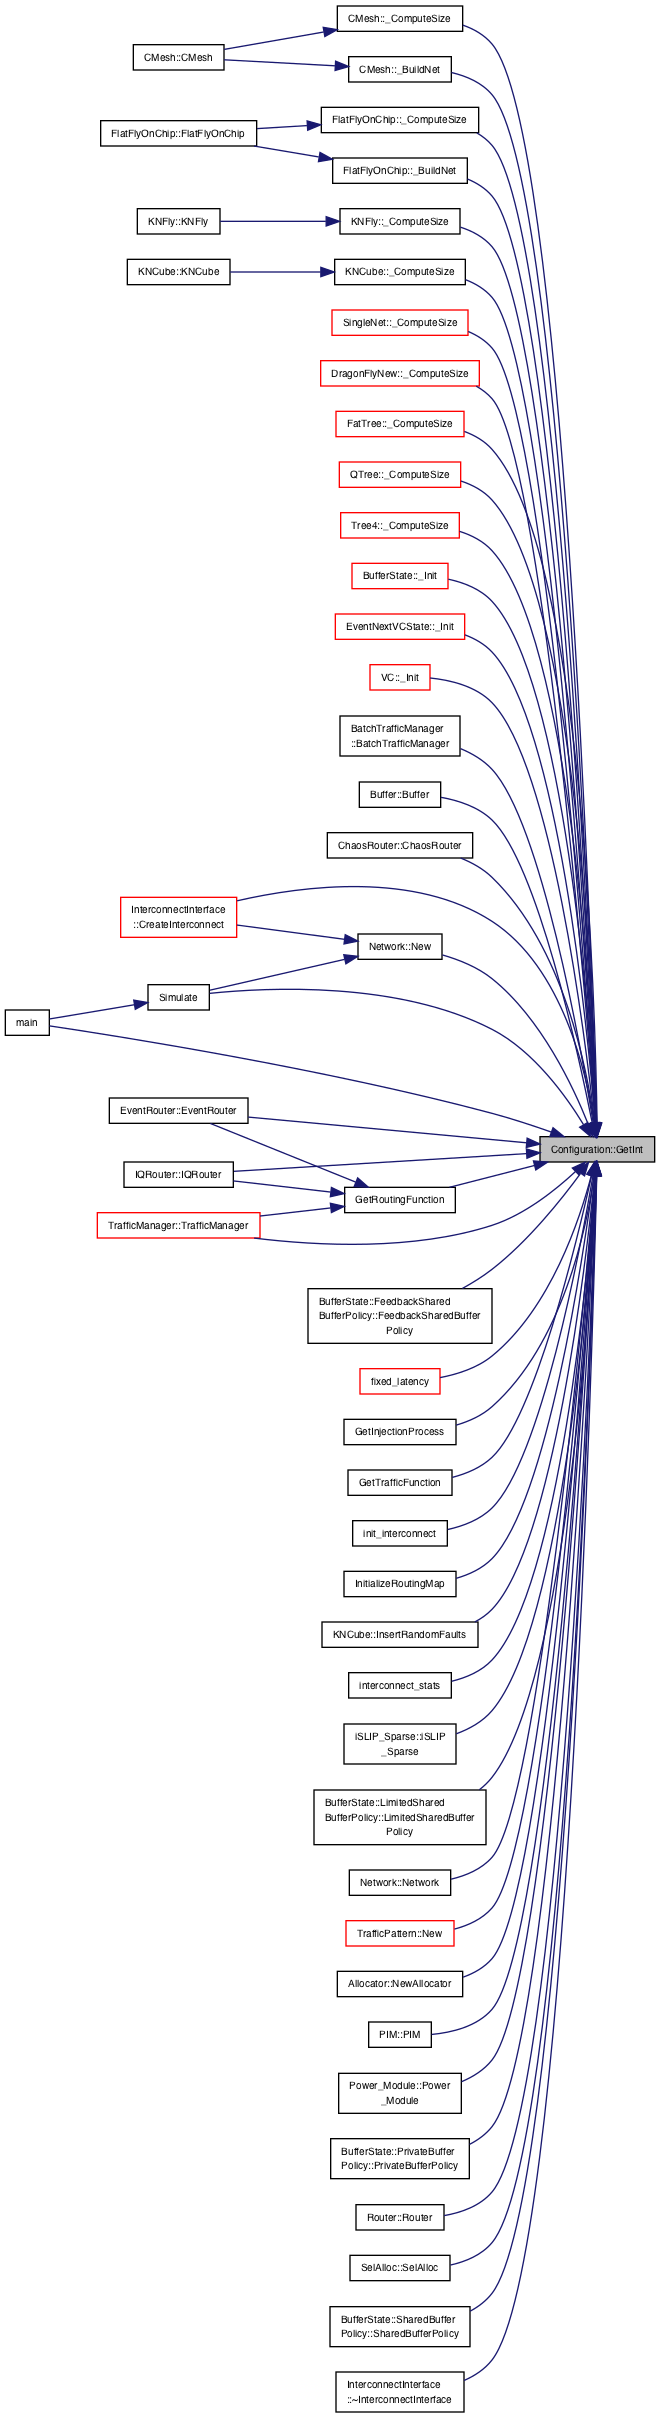 CMesh::_ComputeSize
CMesh::CMesh
CMesh::_BuildNet
FlatFlyOnChip::_ComputeSize
FlatFlyOnChip::FlatFlyOnChip
FlatFlyOnChip::_BuildNet
KNFly::KNFly
KNFly::_ComputeSize
KNCube::KNCube
KNCube::_ComputeSize
SingleNet::_ComputeSize
DragonFlyNew::_ComputeSize
FatTree::_ComputeSize
QTree::_ComputeSize
Tree4::_ComputeSize
BufferState::_Init
EventNextVCState::_Init
VC::_Init
BatchTrafficManager
::BatchTrafficManager
Buffer::Buffer
ChaosRouter::ChaosRouter
InterconnectInterface
::CreateInterconnect
Network::New
Simulate
main
EventRouter::EventRouter
Configuration::GetInt
IQRouter::IQRouter
GetRoutingFunction
TrafficManager::TrafficManager
BufferState::FeedbackShared
BufferPolicy::FeedbackSharedBuffer
Policy
fixed_latency
GetInjectionProcess
GetTrafficFunction
init_interconnect
InitializeRoutingMap
KNCube::InsertRandomFaults
interconnect_stats
iSLIP_Sparse::iSLIP
_Sparse
BufferState::LimitedShared
BufferPolicy::LimitedSharedBuffer
Policy
Network::Network
TrafficPattern::New
Allocator::NewAllocator
PIM::PIM
Power_Module::Power
_Module
BufferState::PrivateBuffer
Policy::PrivateBufferPolicy
Router::Router
SelAlloc::SelAlloc
BufferState::SharedBuffer
Policy::SharedBufferPolicy
InterconnectInterface
::~InterconnectInterface